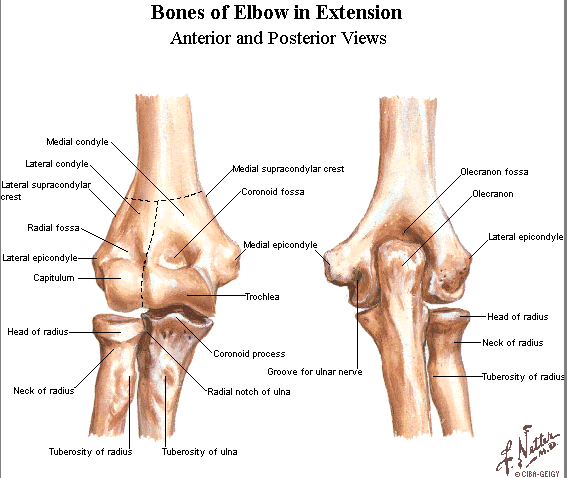 Bones of Elbow in Extension
Anterior and Posterior Views
Medial condyle
Lateral condyle
Lateral supracondylar
crest
Radial fossa
Lateral epicondyle
Capitulum
Head of radius
Neck of radius
Tuberosity of radius
Medial supracondylar crest
Coronoid fossa
Medial epicondyle
Trochlea
Coronoid process
Radial notch of ulna
Tuberosity of ulna
Groove for ulnar nerve
Olecranon fossa
Olecranon
Lateral epicondyle
Head of radius
Neck of radius
Tuberosity of radius
F. Netter
M.D.
© CIBA-GEIGY